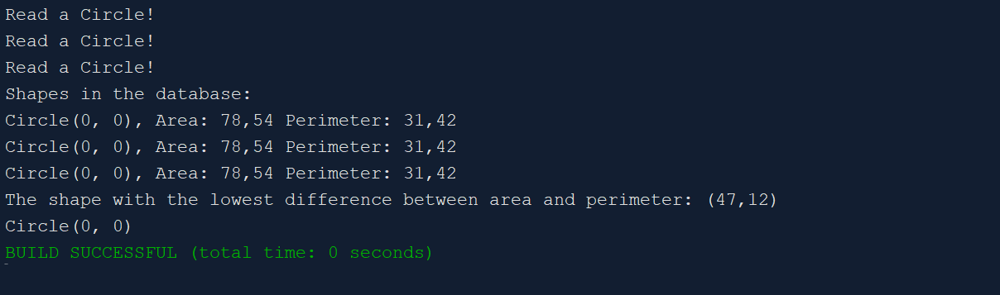 Read a Circle!
Read a Circle!
Read a Circle!
Shapes in the database:
Circle(0, 0), Area: 78,54 Perimeter: 31,42
Circle(0, 0), Area: 78,54 Perimeter: 31,42
Circle(0, 0), Area: 78,54 Perimeter: 31,42
The shape with the lowest difference between area and perimeter: (47,12)
Circle(0, 0)
BUILD SUCCESSFUL (total time: 0 seconds)